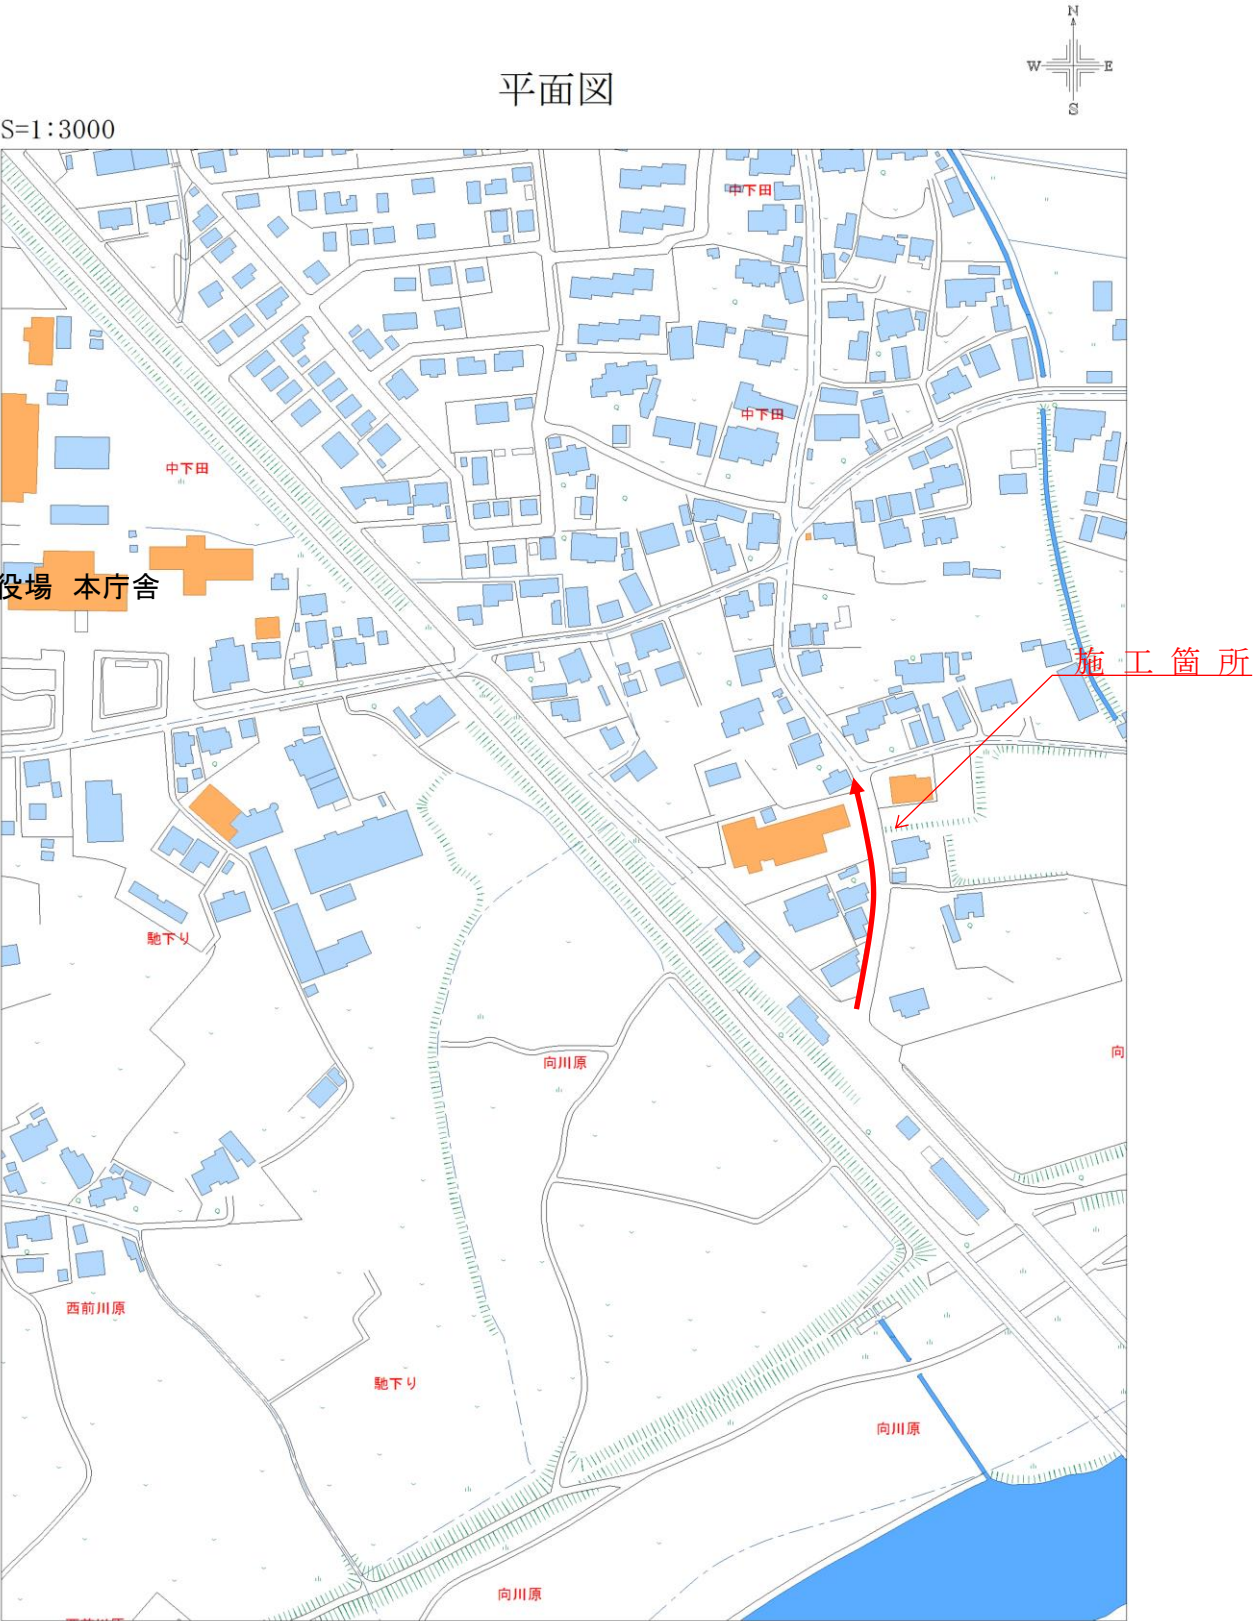 N
W E
S
平面図
S=1:3000
中下田
中下田
中下田
役場 本庁舎
施工箇所
馳下り
向川原
向
西前川原
馳下り
向川原
向川原